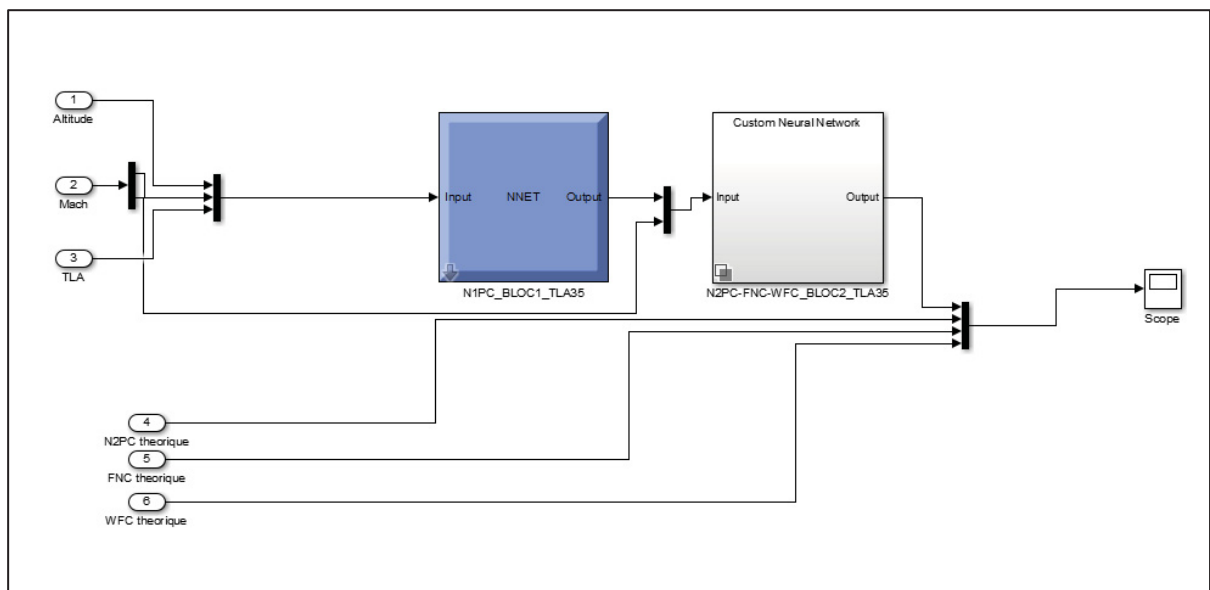 1
Altitude
2
Mach
3
TLA
Input NNET Output
N1PC_BLOC1_TLA35
Custom Neural Network
Input Output
N2PC-FNC-WFC_BLOC2_TLA35
Scope
4
N2PC theorique
5
FNC theorique
6
WFC theorique